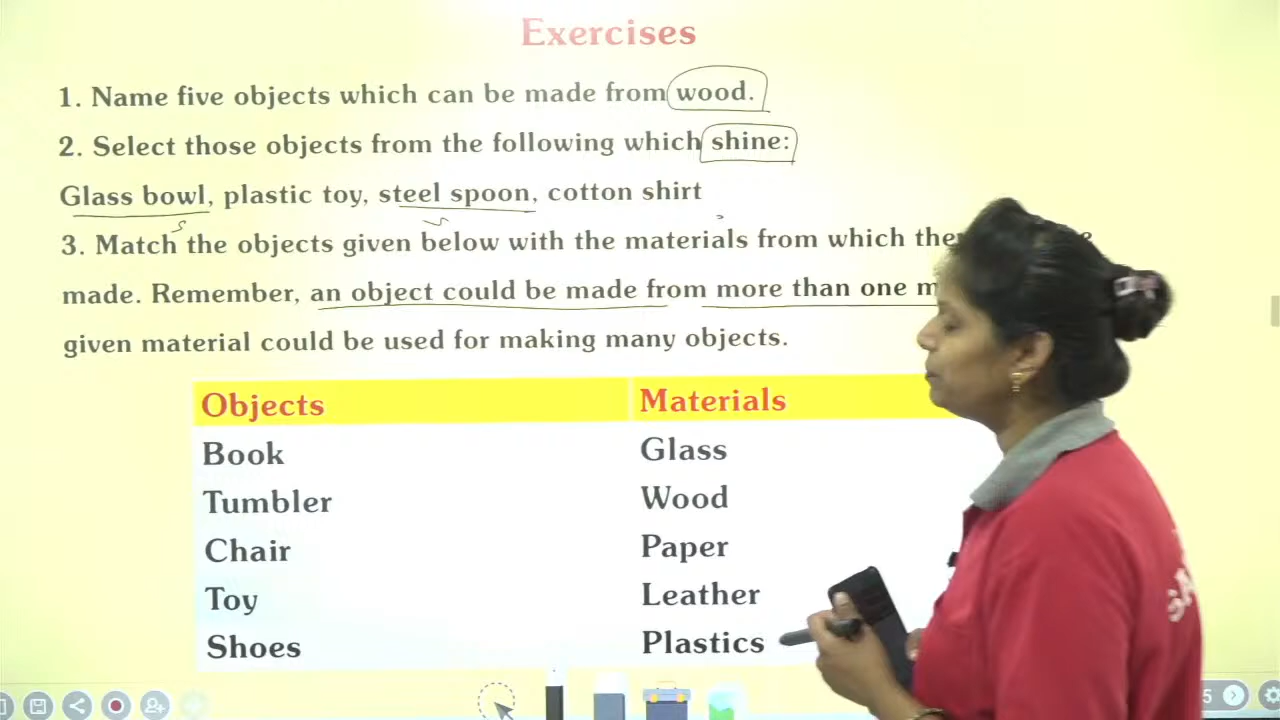 Exercises
1. Name five objects which can be made from wood.
2. Select those objects from the following which shine:
Glass bowl, plastic toy, steel spoon, cotton shirt
3. Match the objects given below with the materials from which
made. Remember, an object could be made from more than one
given material could be used for making many objects.
Objects Materials
Book Glass
Tumbler Wood
Chair Paper
Toy Leather
Shoes Plastics
5